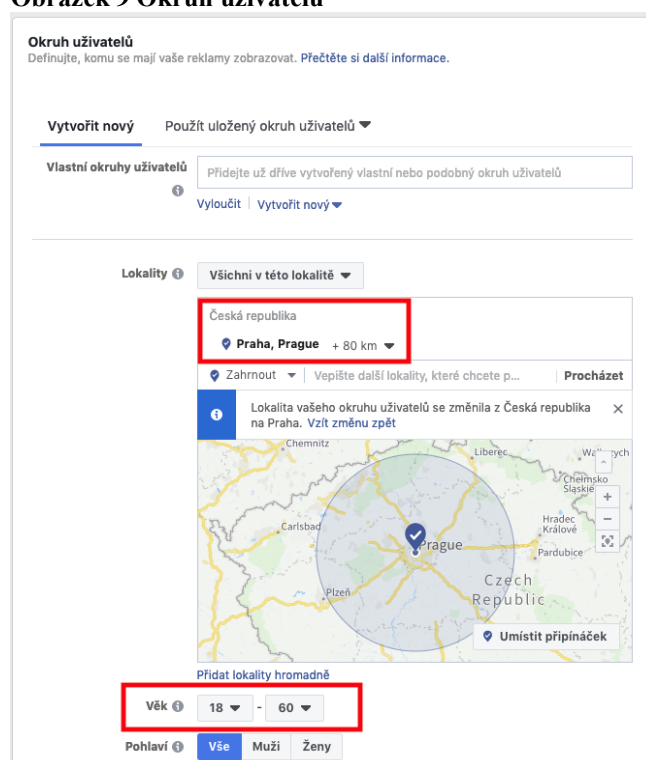 Obrázek 9 Okruh uživatelů
Okruh uživatelů
Definujte, komu se mají vaše reklamy zobrazovat. Přečtěte si další informace.
Vytvořit nový Použít uložený okruh uživatelů
Vlastní okruhy uživatelů
Přidejte už dříve vytvořený vlastní nebo podobný okruh uživatelů
Vyloučit Vytvořit nový
Lokality
Všichni v této lokalitě
Česká republika
Praha, Prague + 80 km
Zahrnout Vepište další lokality, které chcete p... Procházet
Lokalita vašeho okruhu uživatelů se změnila z Česká republika
na Praha. Vzít změnu zpět
Chemnitz
Liberec
Chełmsko
Śląskie
Carlsbad
Hradec
Králové
Prague
Pardubice
Plzeň
Czech
Republic
Umístit připínáček
Přidat lokality hromadně
Věk 18 - 60
Pohlaví Vše Muži Ženy